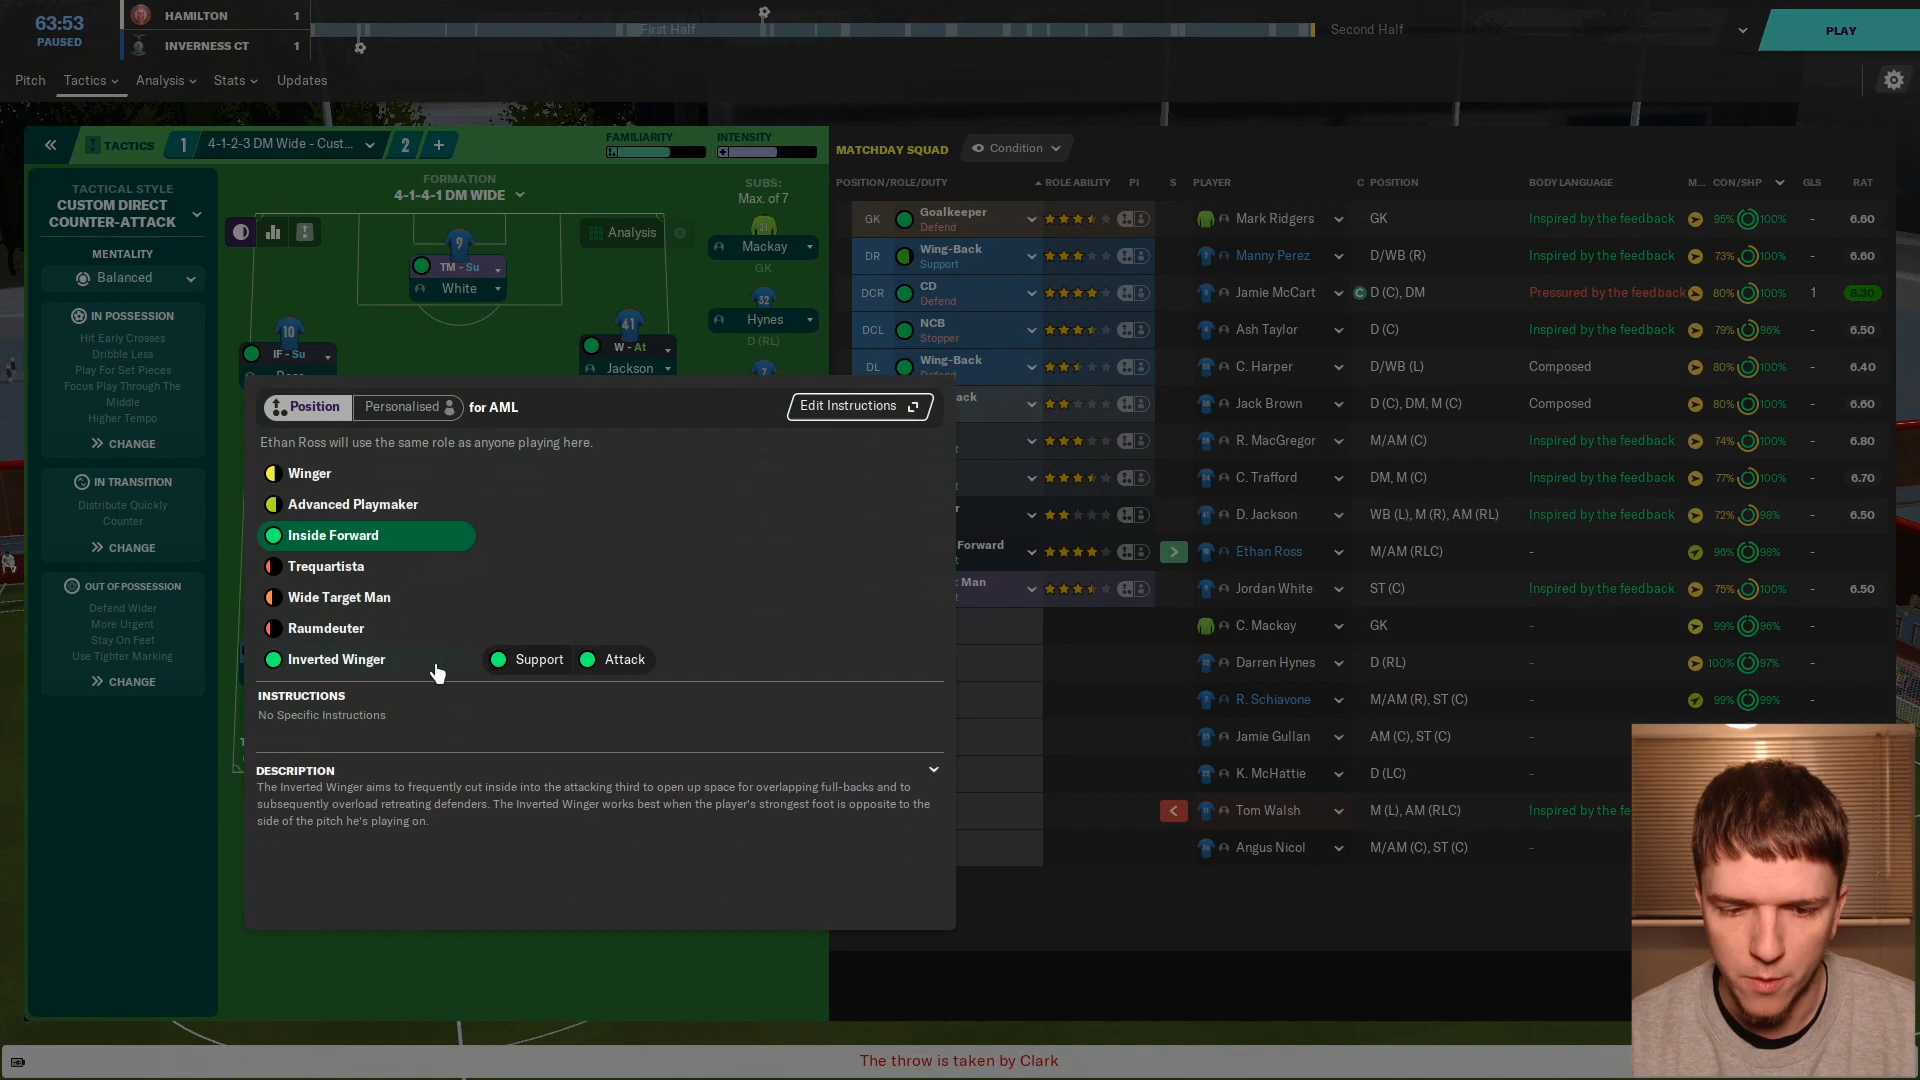 63:53
PAUSED
HAMILTON 1
INVERNESS CT 1
First Half
Second Half
PLAY
Pitch
Tactics
Analysis
Stats
Updates
TACTICS
1
4-1-2-3 DM Wide - Cust...
2
+
FAMILIARITY
INTENSITY
TACTICAL STYLE
CUSTOM DIRECT
COUNTER-ATTACK
MENTALITY
Balanced
IN POSSESSION
Hit Early Crosses
Dribble Less
Play For Set Pieces
Focus Play Through The
Middle
Higher Tempo
CHANGE
IN TRANSITION
Distribute Quickly
Counter
CHANGE
OUT OF POSSESSION
Defend Wider
More Urgent
Stay On Feet
Use Tighter Marking
CHANGE
FORMATION
4-1-4-1 DM WIDE
Analysis
9
TM - Su
White
10
IF - Su
41
W - At
Jackson
SUBS:
Max. of 7
21
Mackay
GK
32
Hynes
D (RL)
7
Position
Personalised
for AML
Edit Instructions
Ethan Ross will use the same role as anyone playing here.
Winger
Advanced Playmaker
Inside Forward
Trequartista
Wide Target Man
Raumdeuter
Inverted Winger
Support
Attack
INSTRUCTIONS
No Specific Instructions
DESCRIPTION
The Inverted Winger aims to frequently cut inside into the attacking third to open up space for overlapping full-backs and to
subsequently overload retreating defenders. The Inverted Winger works best when the player's strongest foot is opposite to the
side of the pitch he's playing on.
MATCHDAY SQUAD
Condition
POSITION/ROLE/DUTY ROLE ABILITY PI S PLAYER C POSITION BODY LANGUAGE M... CON/SHP GLS RAT
GK Goalkeeper Defend Mark Ridgers GK Inspired by the feedback 95% 100% - 6.60
DR Wing-Back Support Manny Perez D/WB (R) Inspired by the feedback 73% 100% - 6.60
DCR CD Defend Jamie McCart C D (C), DM Pressured by the feedback 80% 100% 1 8.30
DCL NCB Stopper Ash Taylor D (C) Inspired by the feedback 79% 96% - 6.50
DL Wing-Back C. Harper D/WB (L) Composed 80% 100% - 6.40
ack Jack Brown D (C), DM, M (C) Composed 80% 100% - 6.60
R. MacGregor M/AM (C) Inspired by the feedback 74% 100% - 6.80
C. Trafford DM, M (C) Inspired by the feedback 77% 100% - 6.70
D. Jackson WB (L), M (R), AM (RL) Inspired by the feedback 72% 98% - 6.50
Forward Ethan Ross M/AM (RLC) - 96% 98% -
t Man Jordan White ST (C) Inspired by the feedback 75% 100% - 6.50
C. Mackay GK - 99% 96% -
Darren Hynes D (RL) - 100% 97% -
R. Schiavone M/AM (R), ST (C) - 99% 99% -
Jamie Gullan AM (C), ST (C) -
K. McHattie D (LC) -
Tom Walsh M (L), AM (RLC) Inspired by the fe
Angus Nicol M/AM (C), ST (C) -
The throw is taken by Clark